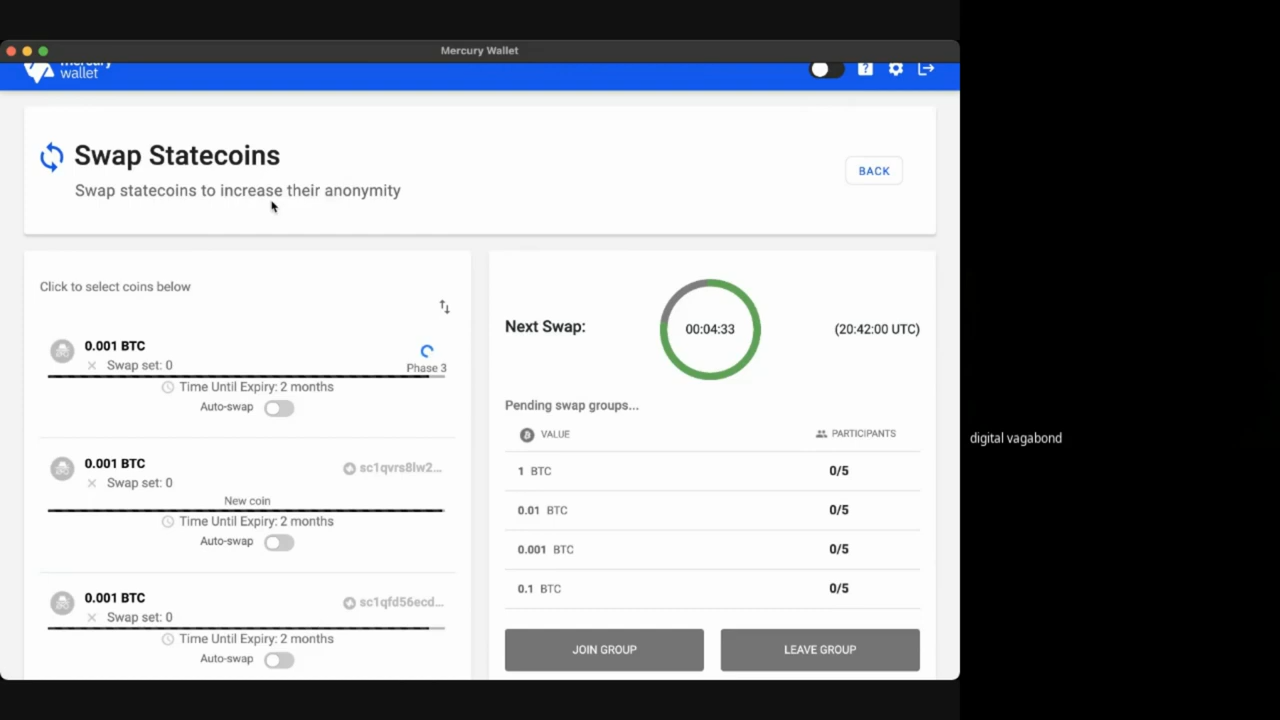 Mercury Wallet
mercury
wallet
?
Swap Statecoins
Swap statecoins to increase their anonymity
BACK
Click to select coins below
0.001 BTC
Swap set: 0
Phase 3
Time Until Expiry: 2 months
Auto-swap
0.001 BTC
sc1qvrs8lw2...
Swap set: 0
New coin
Time Until Expiry: 2 months
Auto-swap
0.001 BTC
sc1qfd56ecd...
Swap set: 0
Time Until Expiry: 2 months
Auto-swap
Next Swap:
00:04:33
(20:42:00 UTC)
Pending swap groups...
VALUE PARTICIPANTS
1 BTC 0/5
0.01 BTC 0/5
0.001 BTC 0/5
0.1 BTC 0/5
JOIN GROUP
LEAVE GROUP
digital vagabond